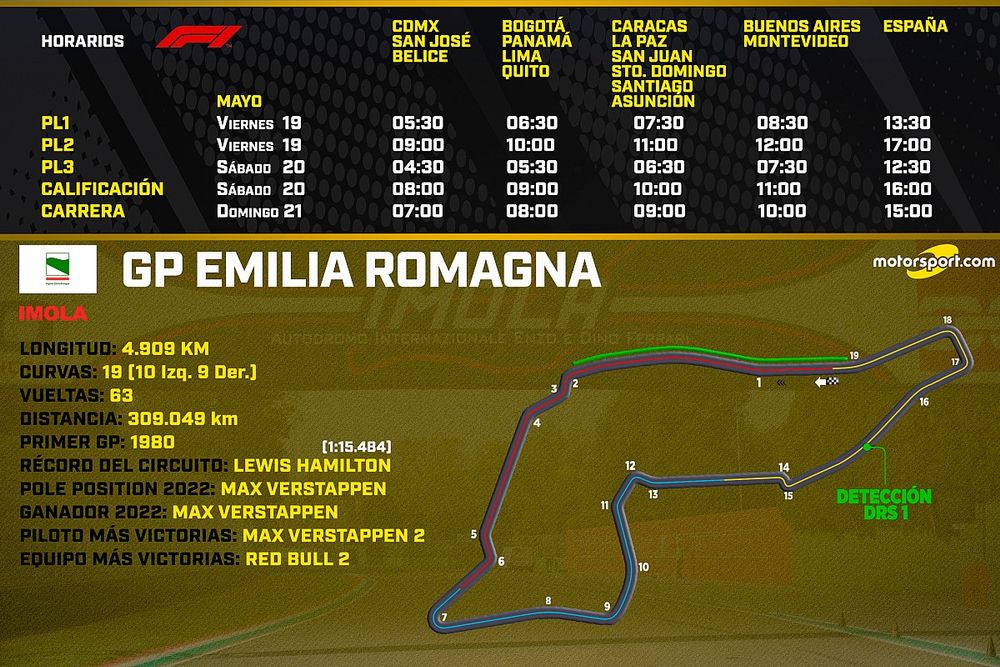 HORARIOS
F1
CDMX
SAN JOSÉ
BELICE
BOGOTÁ
PANAMÁ
LIMA
QUITO
CARACAS
LA PAZ
SAN JUAN
STO. DOMINGO
SANTIAGO
ASUNCIÓN
BUENOS AIRES
MONTEVIDEO
ESPAÑA
MAYO
PL1 VIERNES 19 05:30 06:30 07:30 08:30 13:30
PL2 VIERNES 19 09:00 10:00 11:00 12:00 17:00
PL3 SÁBADO 20 04:30 05:30 06:30 07:30 12:30
CALIFICACIÓN SÁBADO 20 08:00 09:00 10:00 11:00 16:00
CARRERA DOMINGO 21 07:00 08:00 09:00 10:00 15:00
GP EMILIA ROMAGNA
motorsport.com
IMOLA
IMOLA
AUTODROMO INTERNAZIONALE ENZO E DINO FERRARI
LONGITUD: 4.909 KM
CURVAS: 19 (10 Izq. 9 Der.)
VUELTAS: 63
DISTANCIA: 309.049 km
PRIMER GP: 1980
[1:15.484]
RÉCORD DEL CIRCUITO: LEWIS HAMILTON
POLE POSITION 2022: MAX VERSTAPPEN
GANADOR 2022: MAX VERSTAPPEN
PILOTO MÁS VICTORIAS: MAX VERSTAPPEN 2
EQUIPO MÁS VICTORIAS: RED BULL 2
18
19
17
1
2
3
16
4
12
14
13
15
DETECCIÓN
DRS 1
11
5
6
10
8
9
7